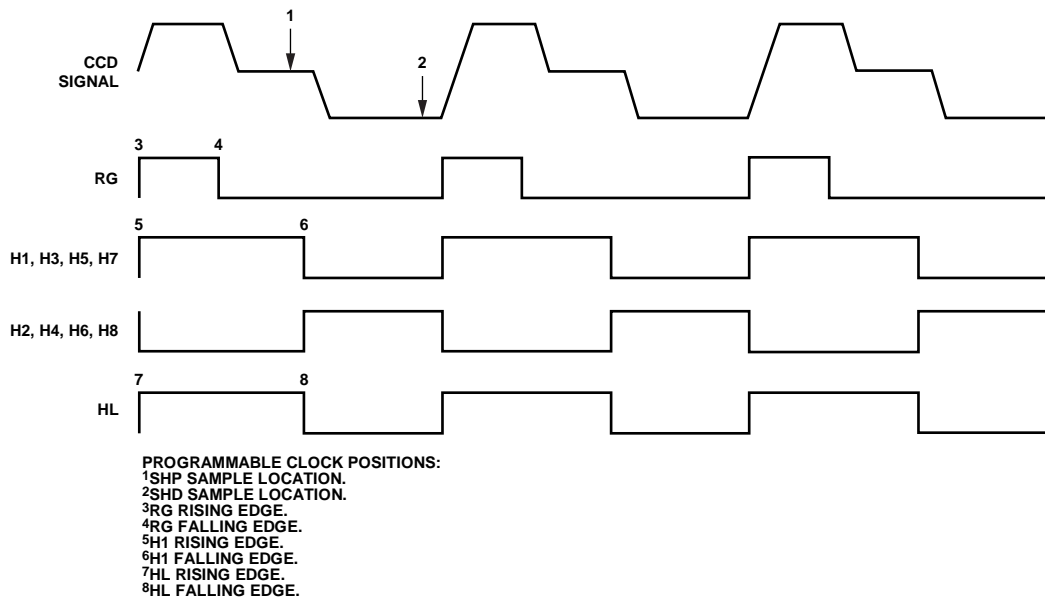 1
CCD
SIGNAL
2
3
4
RG
5
6
H1, H3, H5, H7
H2, H4, H6, H8
7
8
HL
PROGRAMMABLE CLOCK POSITIONS:
1SHP SAMPLE LOCATION.
2SHD SAMPLE LOCATION.
3RG RISING EDGE.
4RG FALLING EDGE.
5H1 RISING EDGE.
6H1 FALLING EDGE.
7HL RISING EDGE.
8HL FALLING EDGE.